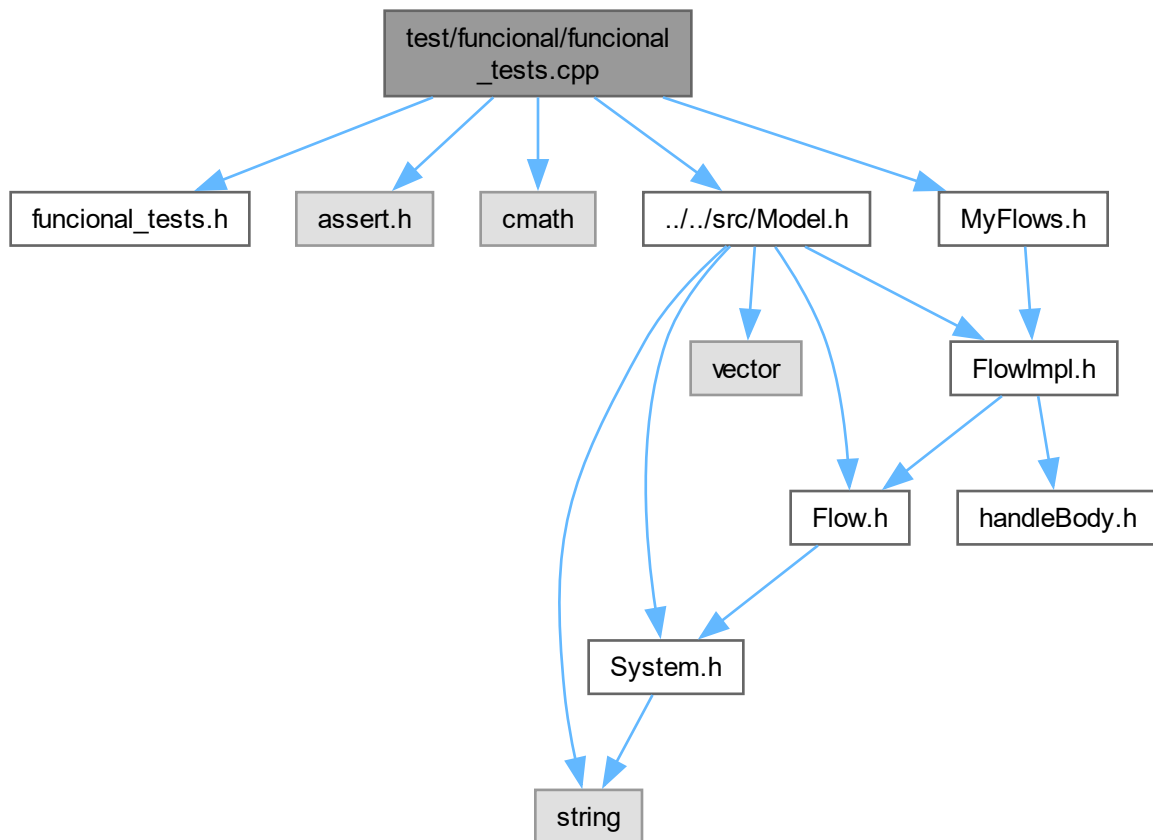 test/funcional/funcional
_tests.cpp
funcional_tests.h
assert.h
cmath
../../src/Model.h
MyFlows.h
vector
FlowImpl.h
Flow.h
handleBody.h
System.h
string